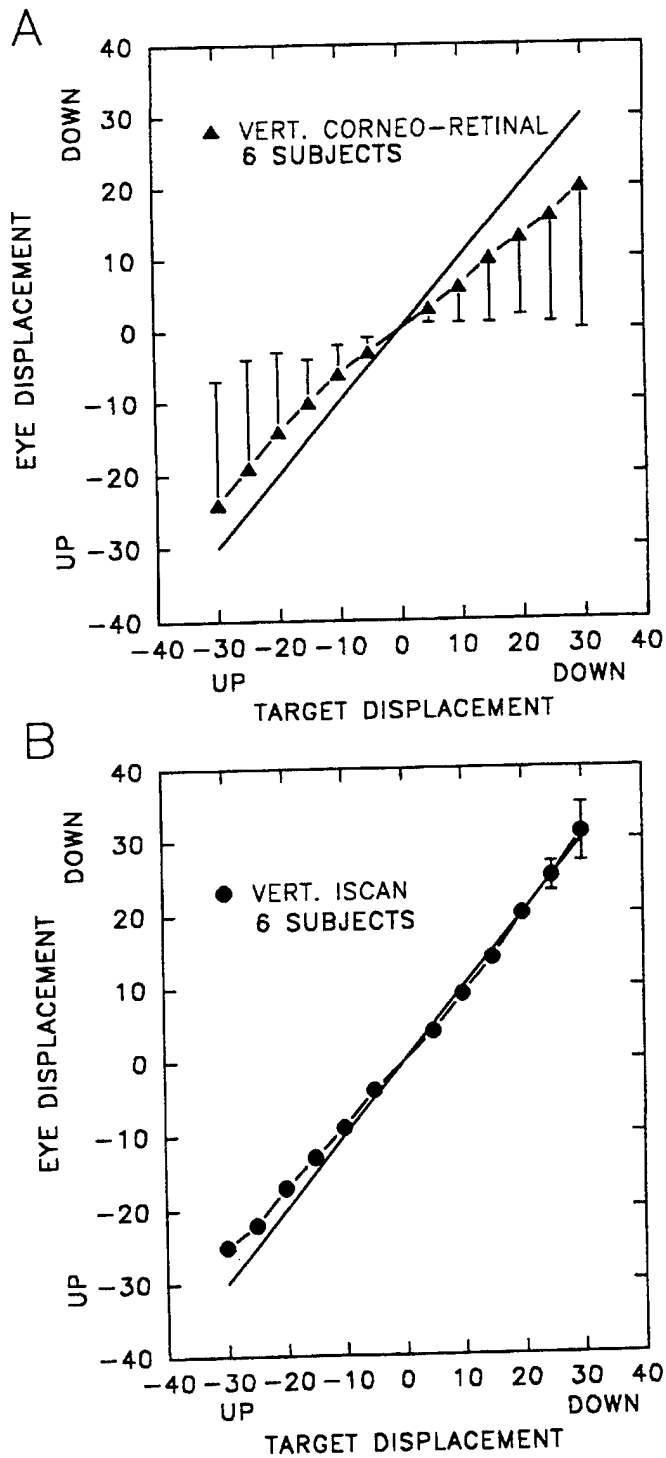 A
40
30
20
10
0
−10
−20
−30
−40
DOWN
EYE DISPLACEMENT
UP
▲ VERT. CORNEO−RETINAL
6 SUBJECTS
−40 −30 −20 −10 0 10 20 30 40
UP DOWN
TARGET DISPLACEMENT
B
40
30
20
10
0
−10
−20
−30
−40
DOWN
EYE DISPLACEMENT
UP
● VERT. ISCAN
6 SUBJECTS
−40 −30 −20 −10 0 10 20 30 40
UP DOWN
TARGET DISPLACEMENT